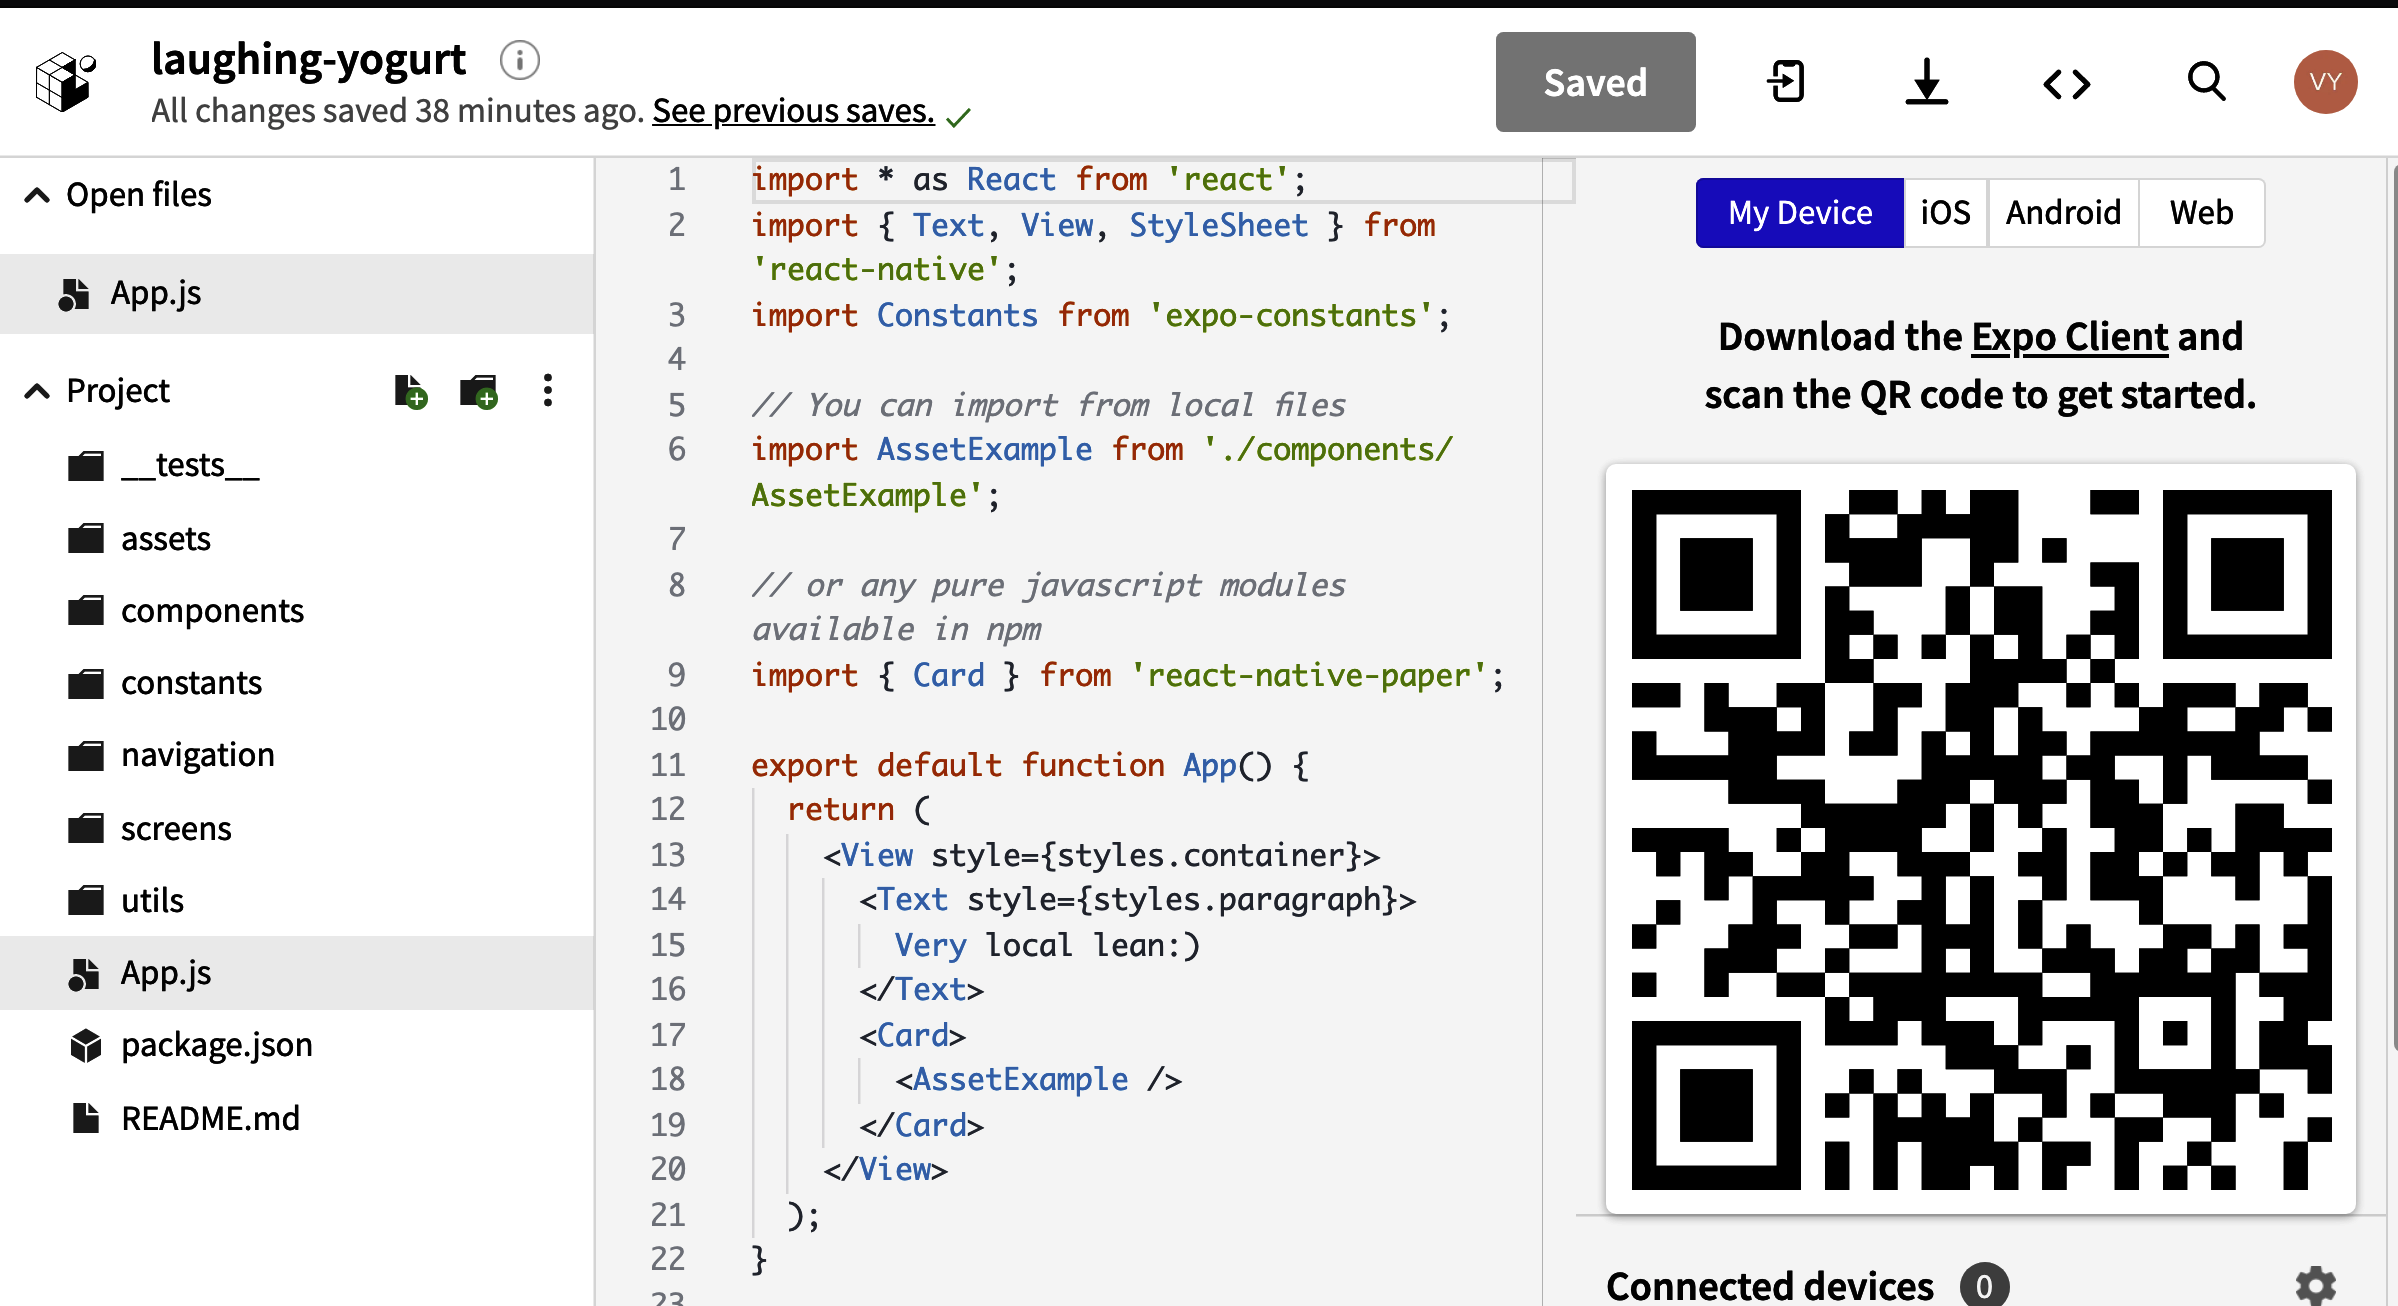 laughing-yogurt
All changes saved 38 minutes ago. See previous saves.
Saved
VY
Open files
App.js
Project
__tests__
assets
components
constants
navigation
screens
utils
App.js
package.json
README.md
1 import * as React from 'react';
2 import { Text, View, StyleSheet } from
'react-native';
3 import Constants from 'expo-constants';
4
5 // You can import from local files
6 import AssetExample from './components/
AssetExample';
7
8 // or any pure javascript modules
available in npm
9 import { Card } from 'react-native-paper';
10
11 export default function App() {
12 return (
13 <View style={styles.container}>
14 <Text style={styles.paragraph}>
15 Very local lean:)
16 </Text>
17 <Card>
18 <AssetExample />
19 </Card>
20 </View>
21 );
22 }
23
My Device iOS Android Web
Download the Expo Client and
scan the QR code to get started.
Connected devices 0